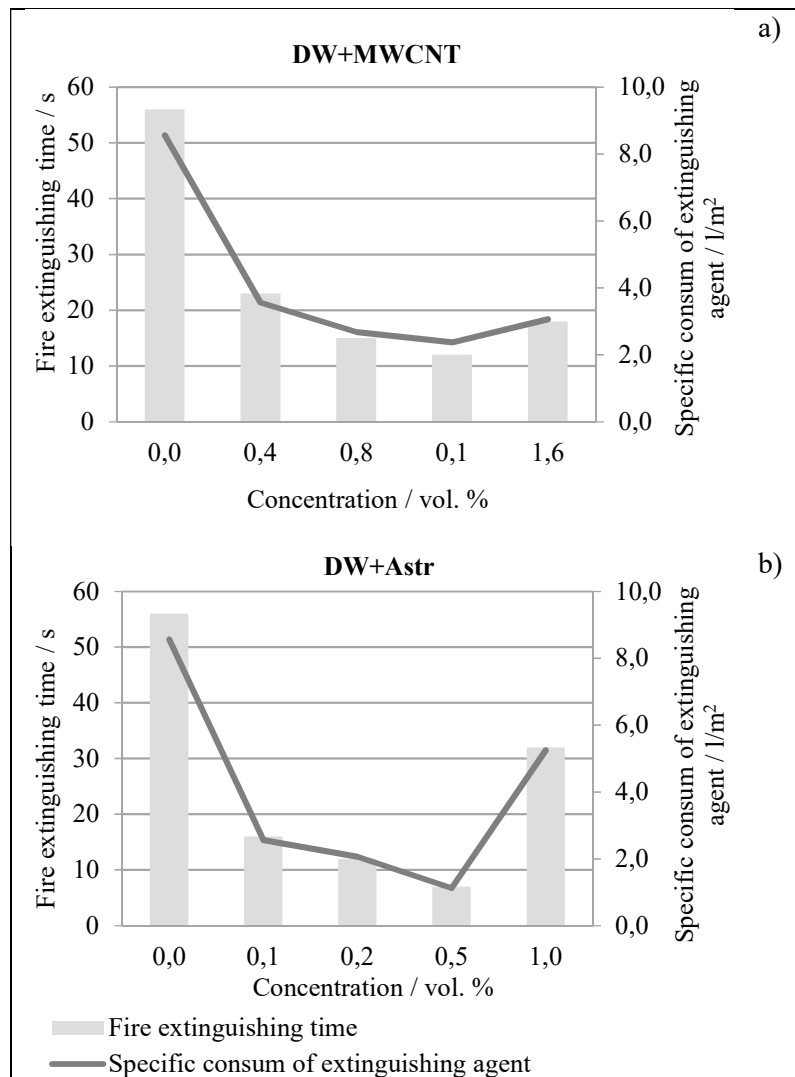 a)
DW+MWCNT
Fire extinguishing time / s
60
50
40
30
20
10
0
10,0
8,0
6,0
4,0
2,0
0,0
Specific consum of extinguishing
agent / l/m²
0,0 0,4 0,8 0,1 1,6
Concentration / vol. %
b)
DW+Astr
Fire extinguishing time / s
60
50
40
30
20
10
0
10,0
8,0
6,0
4,0
2,0
0,0
Specific consum of extinguishing
agent / l/m²
0,0 0,1 0,2 0,5 1,0
Concentration / vol. %
Fire extinguishing time
Specific consum of extinguishing agent